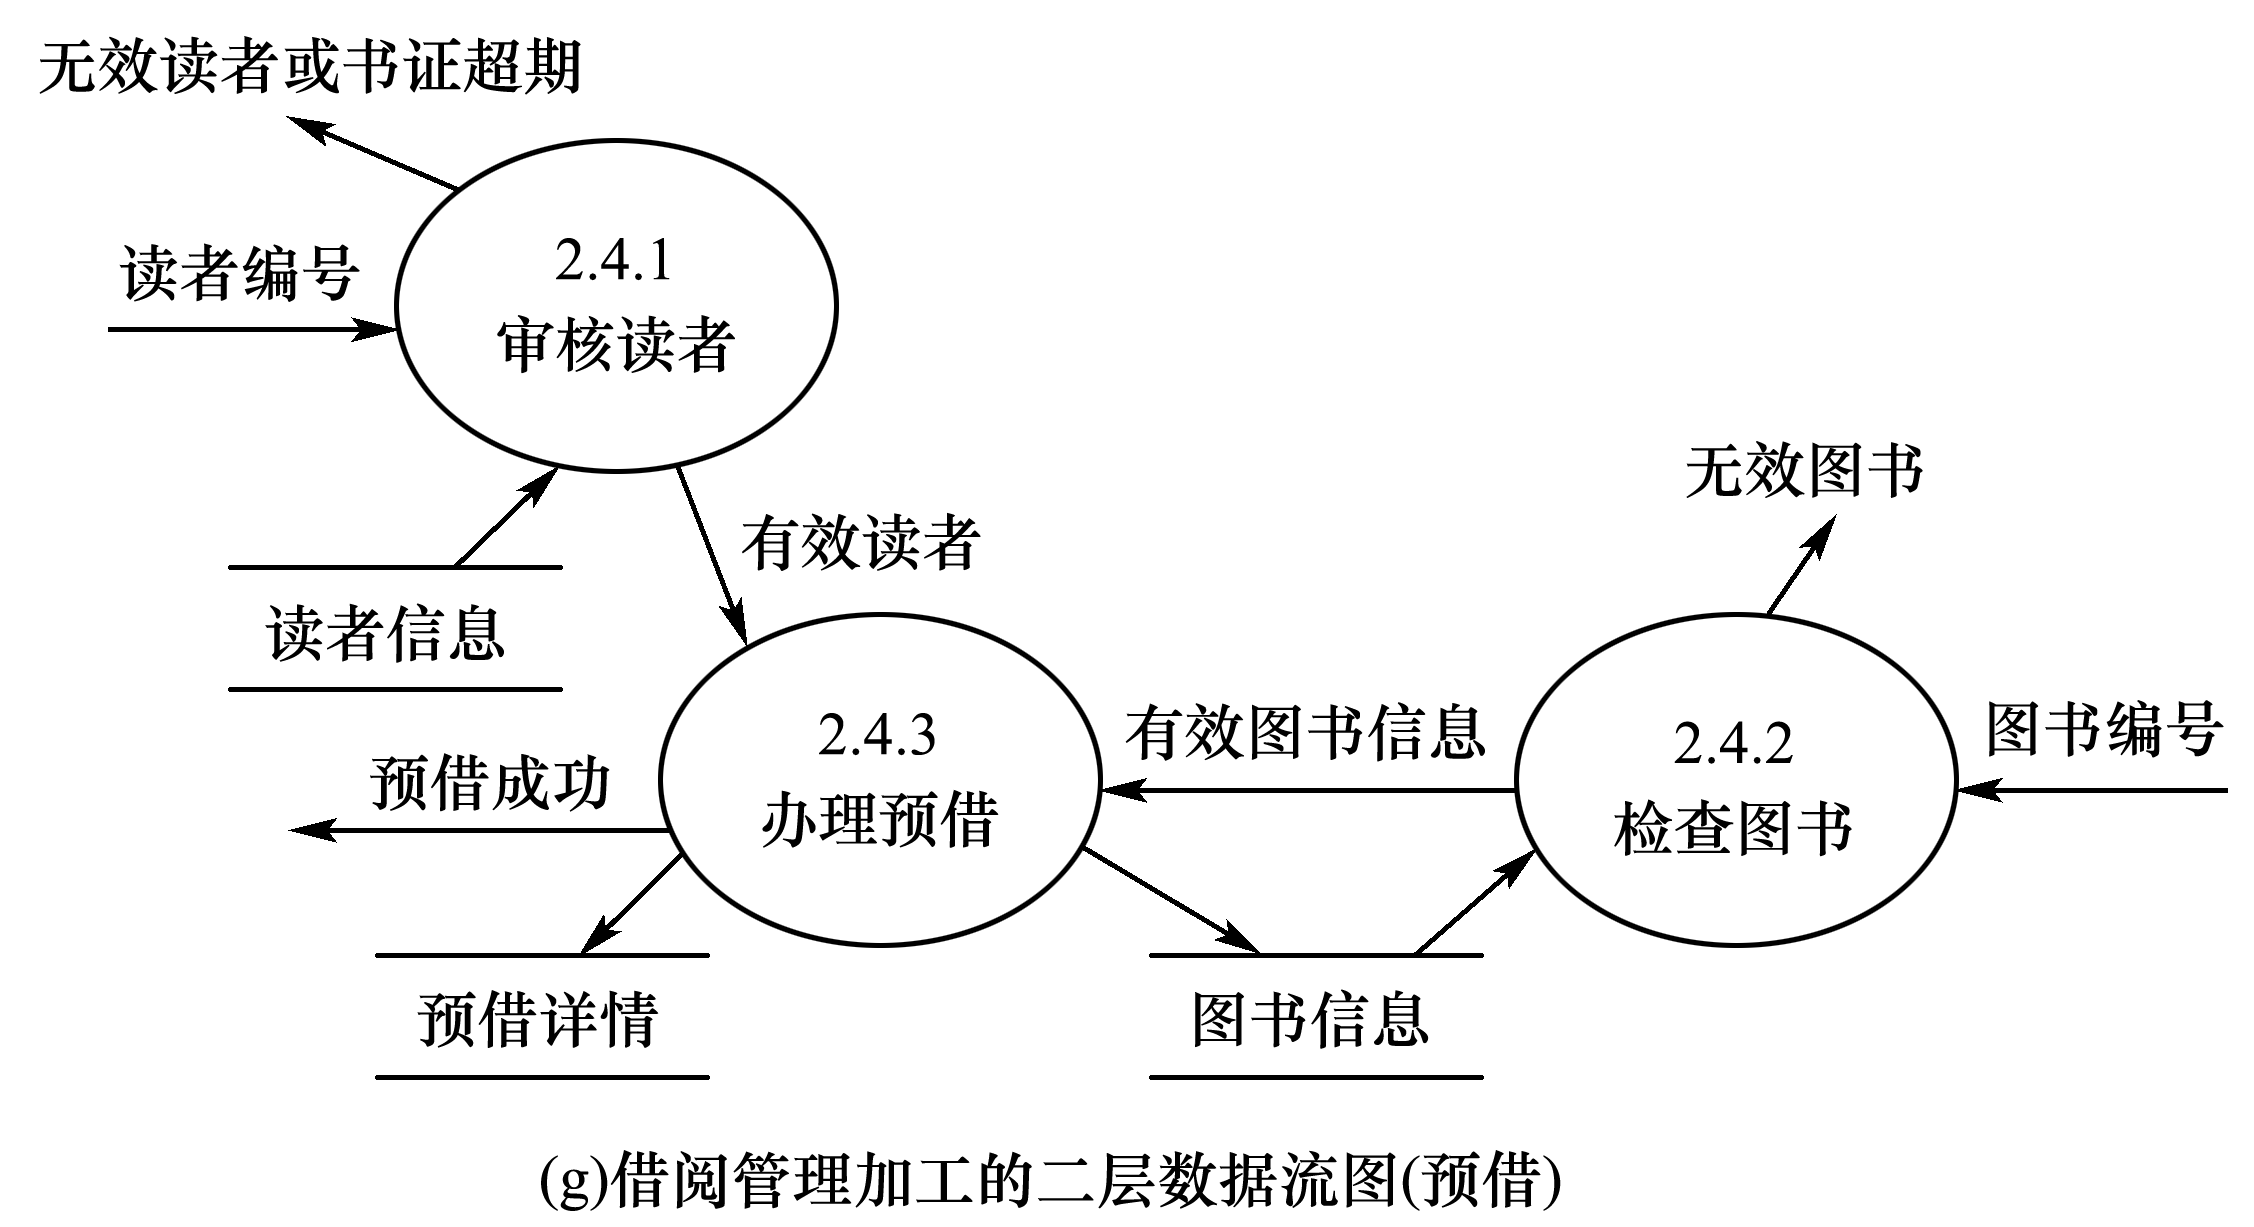 无效读者或书证超期
读者编号
2.4.1
审核读者
有效读者
无效图书
读者信息
2.4.3
办理预借
有效图书信息
2.4.2
检查图书
图书编号
预借成功
预借详情
图书信息
(g)借阅管理加工的二层数据流图(预借)